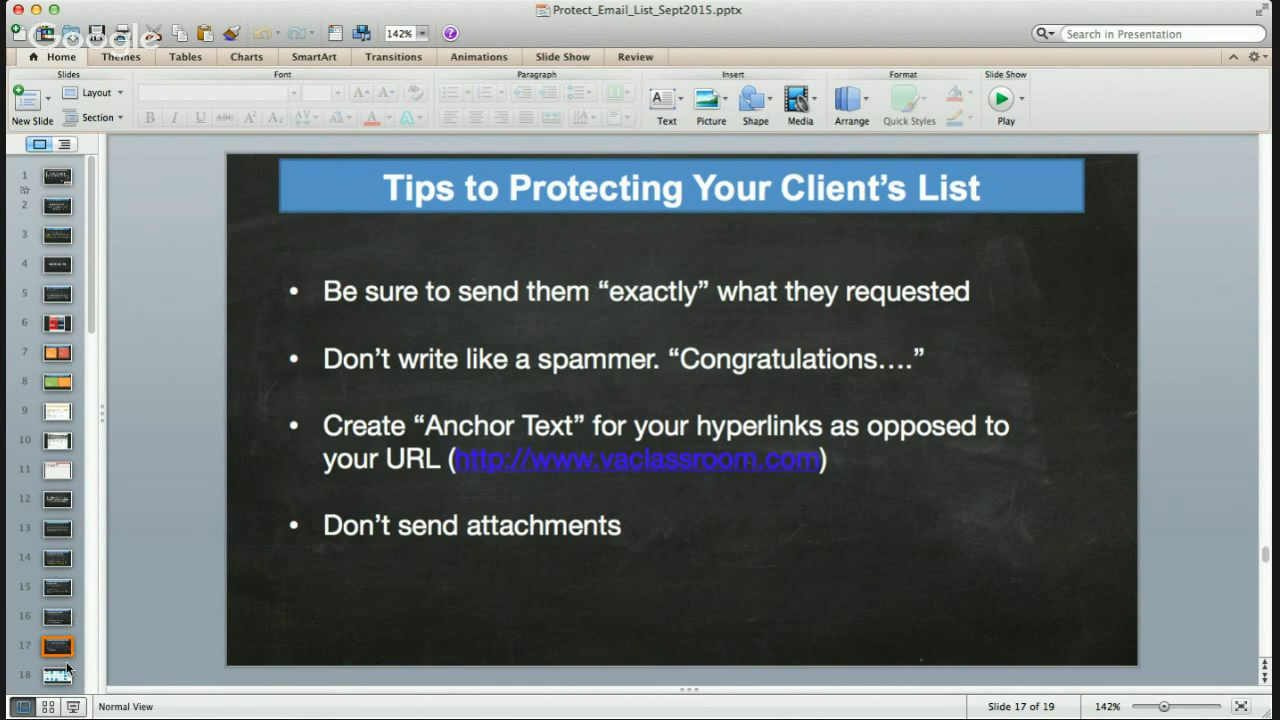 Protect_Email_List_Sept2015.pptx
Google
142%
Search in Presentation
Home
Themes
Tables
Charts
SmartArt
Transitions
Animations
Slide Show
Review
Slides
Font
Paragraph
Insert
Format
Slide Show
New Slide
Layout
Section
B I U ABC A² A₂ AV Aa A A
Text
Picture
Shape
Media
Arrange
Quick Styles
Play
1
2
3
4
5
6
7
8
9
10
11
12
13
14
15
16
17
18
Tips to Protecting Your Client’s List
• Be sure to send them “exactly” what they requested
• Don’t write like a spammer. “Congratulations….”
• Create “Anchor Text” for your hyperlinks as opposed to
your URL (http://www.vaclassroom.com)
• Don’t send attachments
Normal View
Slide 17 of 19
142%